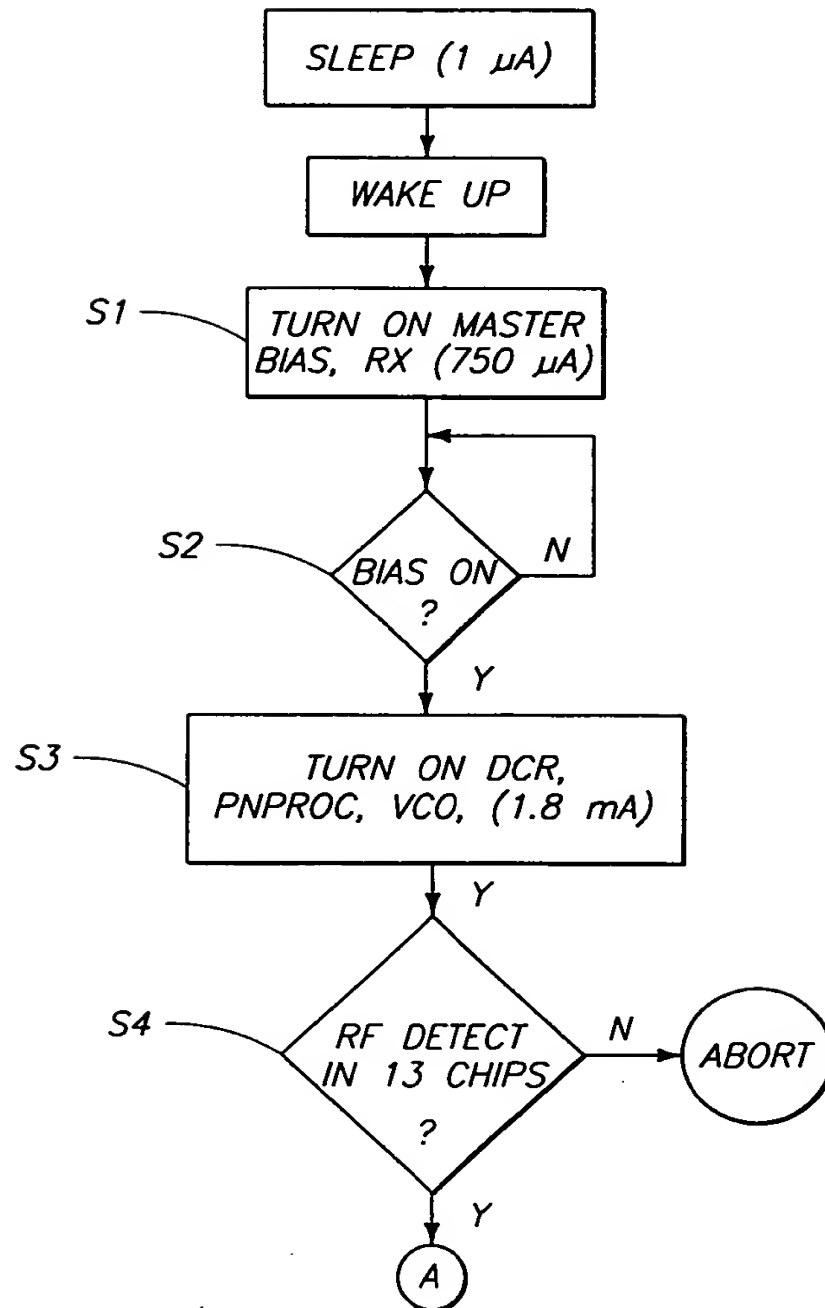 SLEEP (1 µA)
WAKE UP
S1
TURN ON MASTER
BIAS, RX (750 µA)
S2
BIAS ON
?
N
Y
S3
TURN ON DCR,
PNPROC, VCO, (1.8 mA)
Y
S4
RF DETECT
IN 13 CHIPS
?
N
ABORT
Y
A